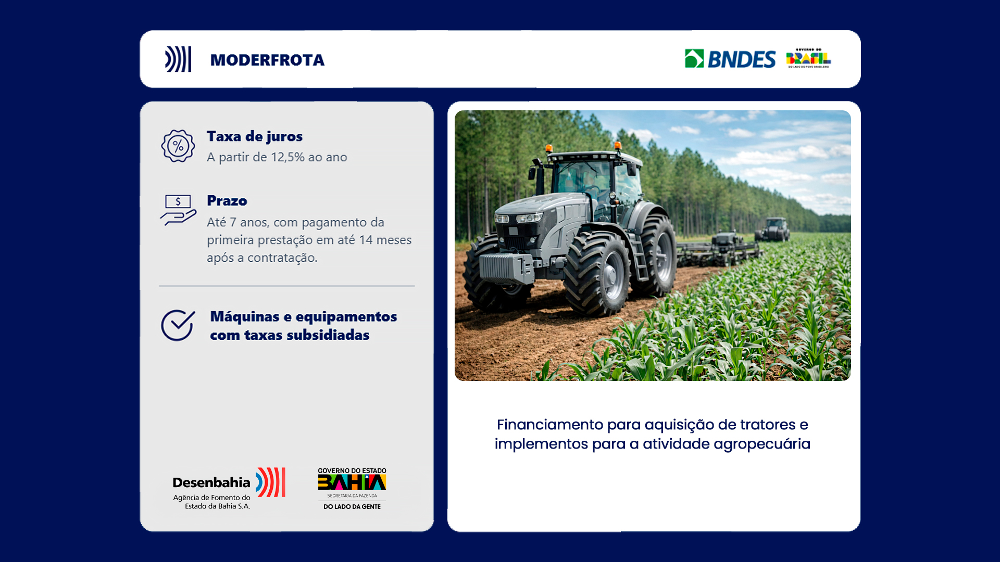 MODERFROTA
BNDES
GOVERNO DO
BRASIL
DO LADO DO POVO BRASILEIRO
%
Taxa de juros
A partir de 12,5% ao ano
$
Prazo
Até 7 anos, com pagamento da
primeira prestação em até 14 meses
após a contratação.
Máquinas e equipamentos
com taxas subsidiadas
Desenbahia
Agência de Fomento do
Estado da Bahia S.A.
GOVERNO DO ESTADO
BAHIA
SECRETARIA DA FAZENDA
DO LADO DA GENTE
Financiamento para aquisição de tratores e
implementos para a atividade agropecuária